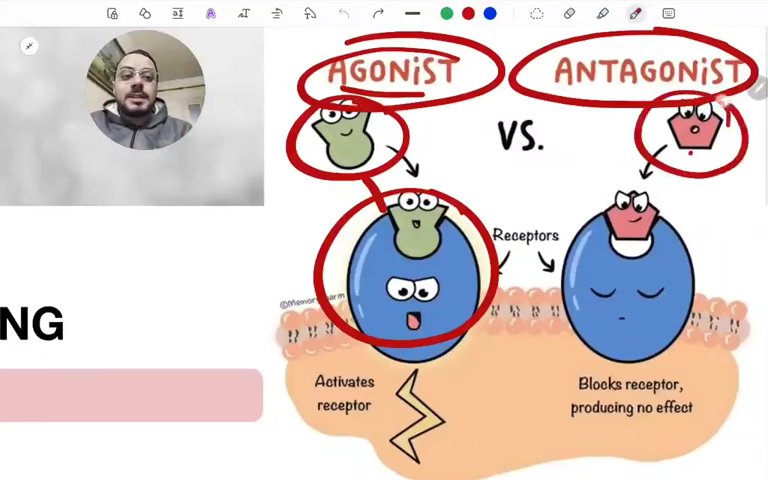 AGONiST
ANTAGONiST
VS.
Receptors
NG
Activates
receptor
Blocks receptor,
producing no effect